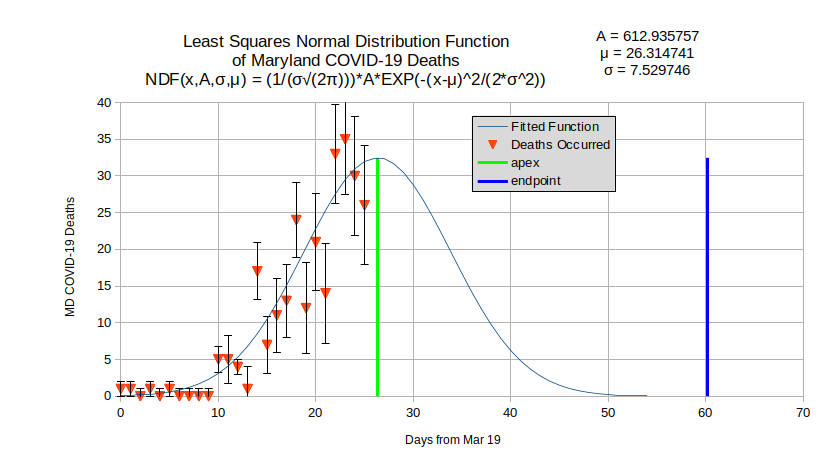 Least Squares Normal Distribution Function
of Maryland COVID-19 Deaths
NDF(x,A,σ,μ) = (1/(σ√(2π)))*A*EXP(-(x-μ)^2/(2*σ^2))
A = 612.935757
μ = 26.314741
σ = 7.529746
40
35
30
25
20
15
10
5
0
MD COVID-19 Deaths
Fitted Function
Deaths Occurred
apex
endpoint
0 10 20 30 40 50 60 70
Days from Mar 19